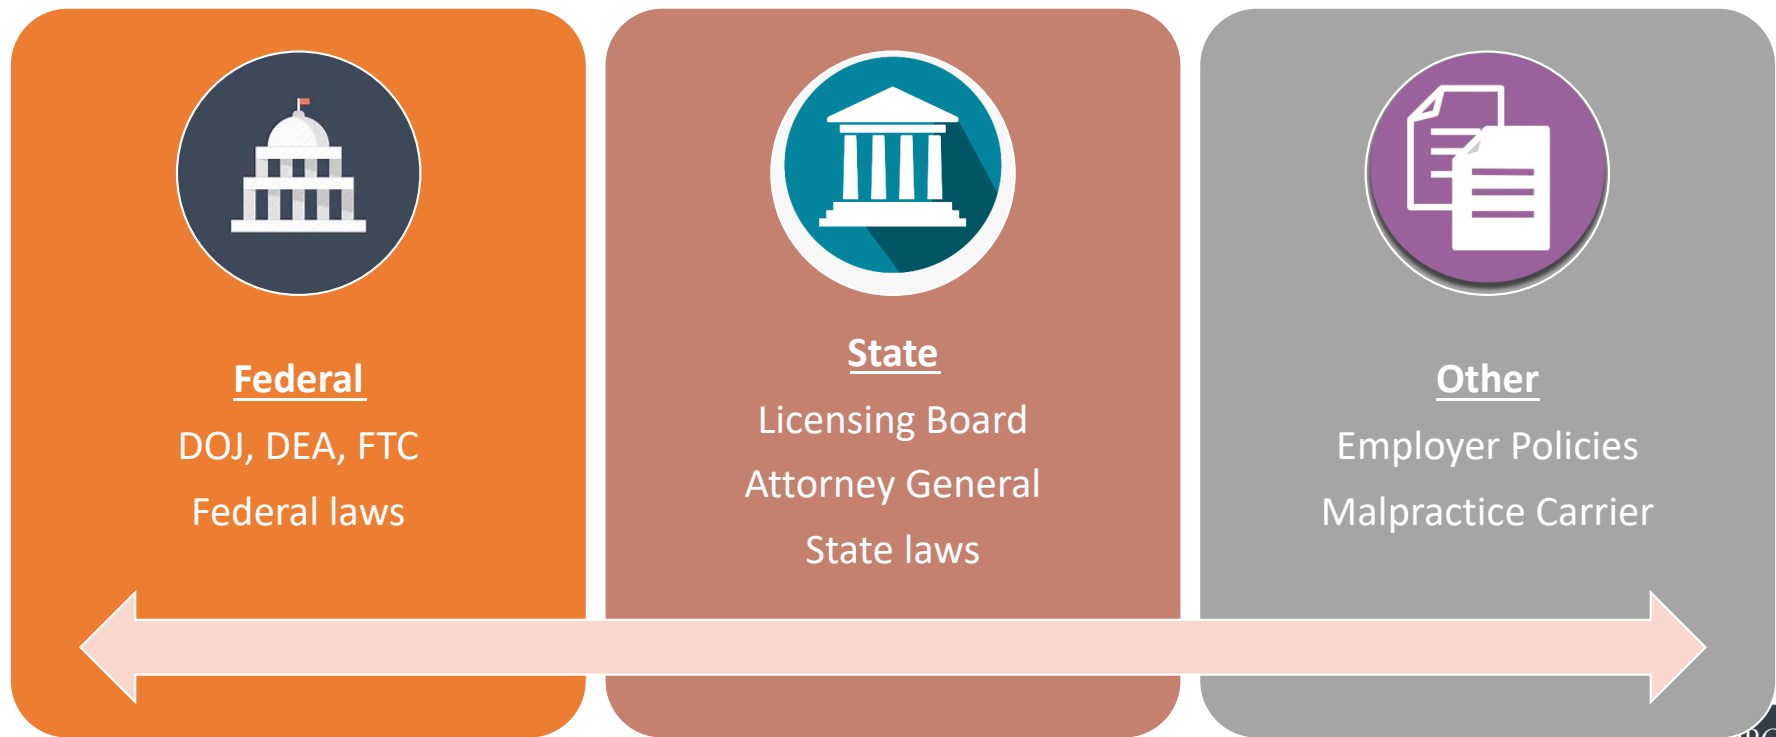 Federal
DOJ, DEA, FTC
Federal laws
State
Licensing Board
Attorney General
State laws
Other
Employer Policies
Malpractice Carrier